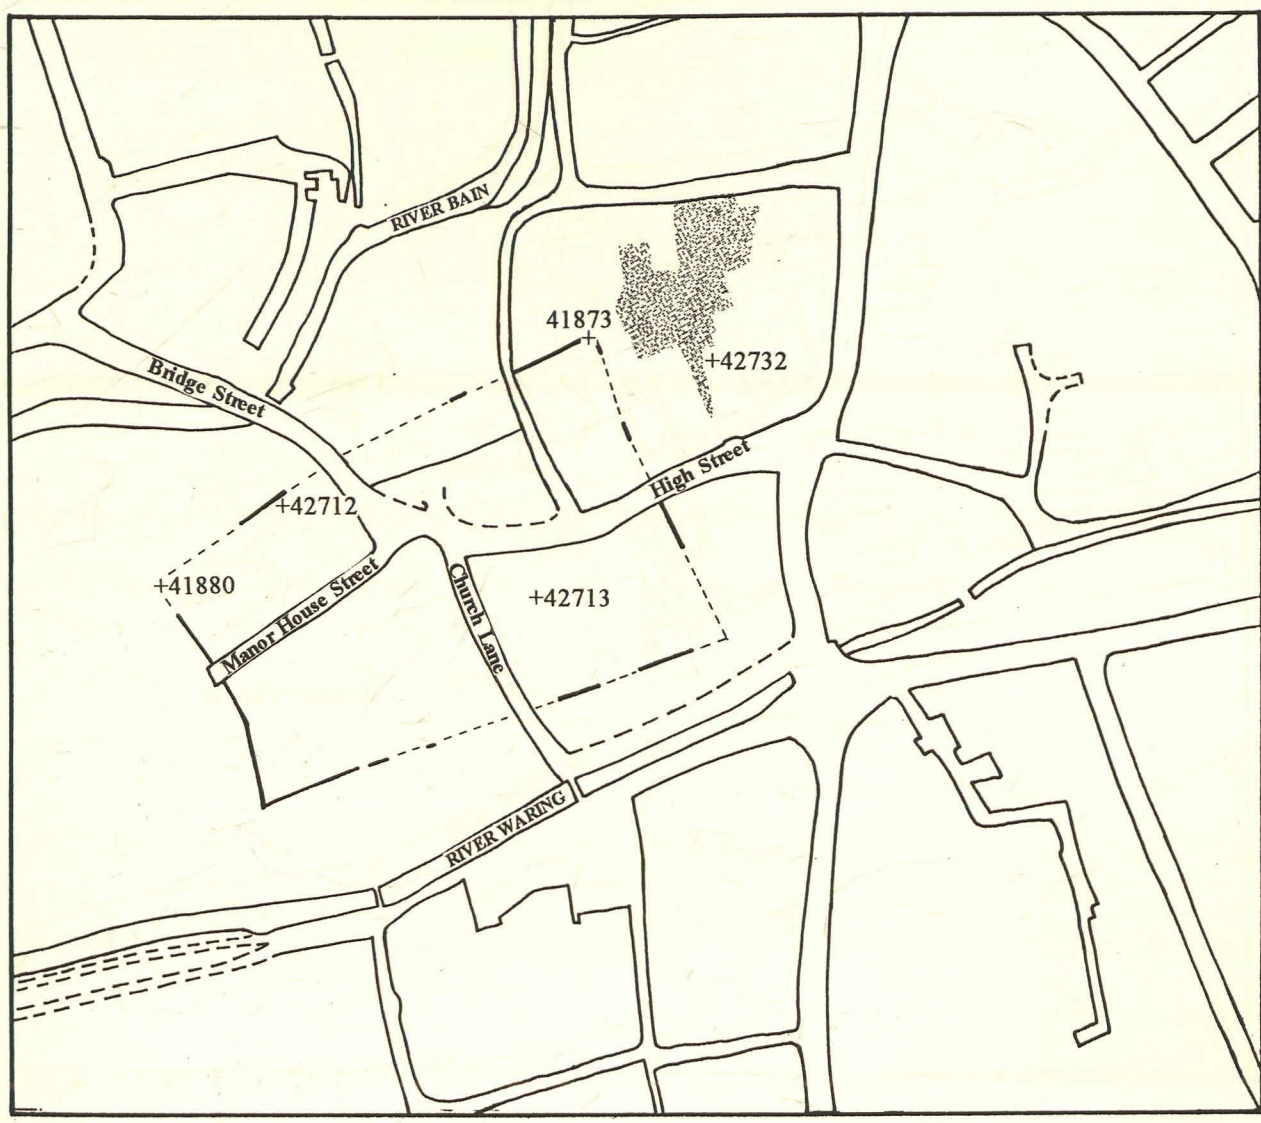 RIVER BAIN
41873
+42732
Bridge Street
High Street
+42712
+41880
Manor House Street
Church Lane
+42713
RIVER WARING